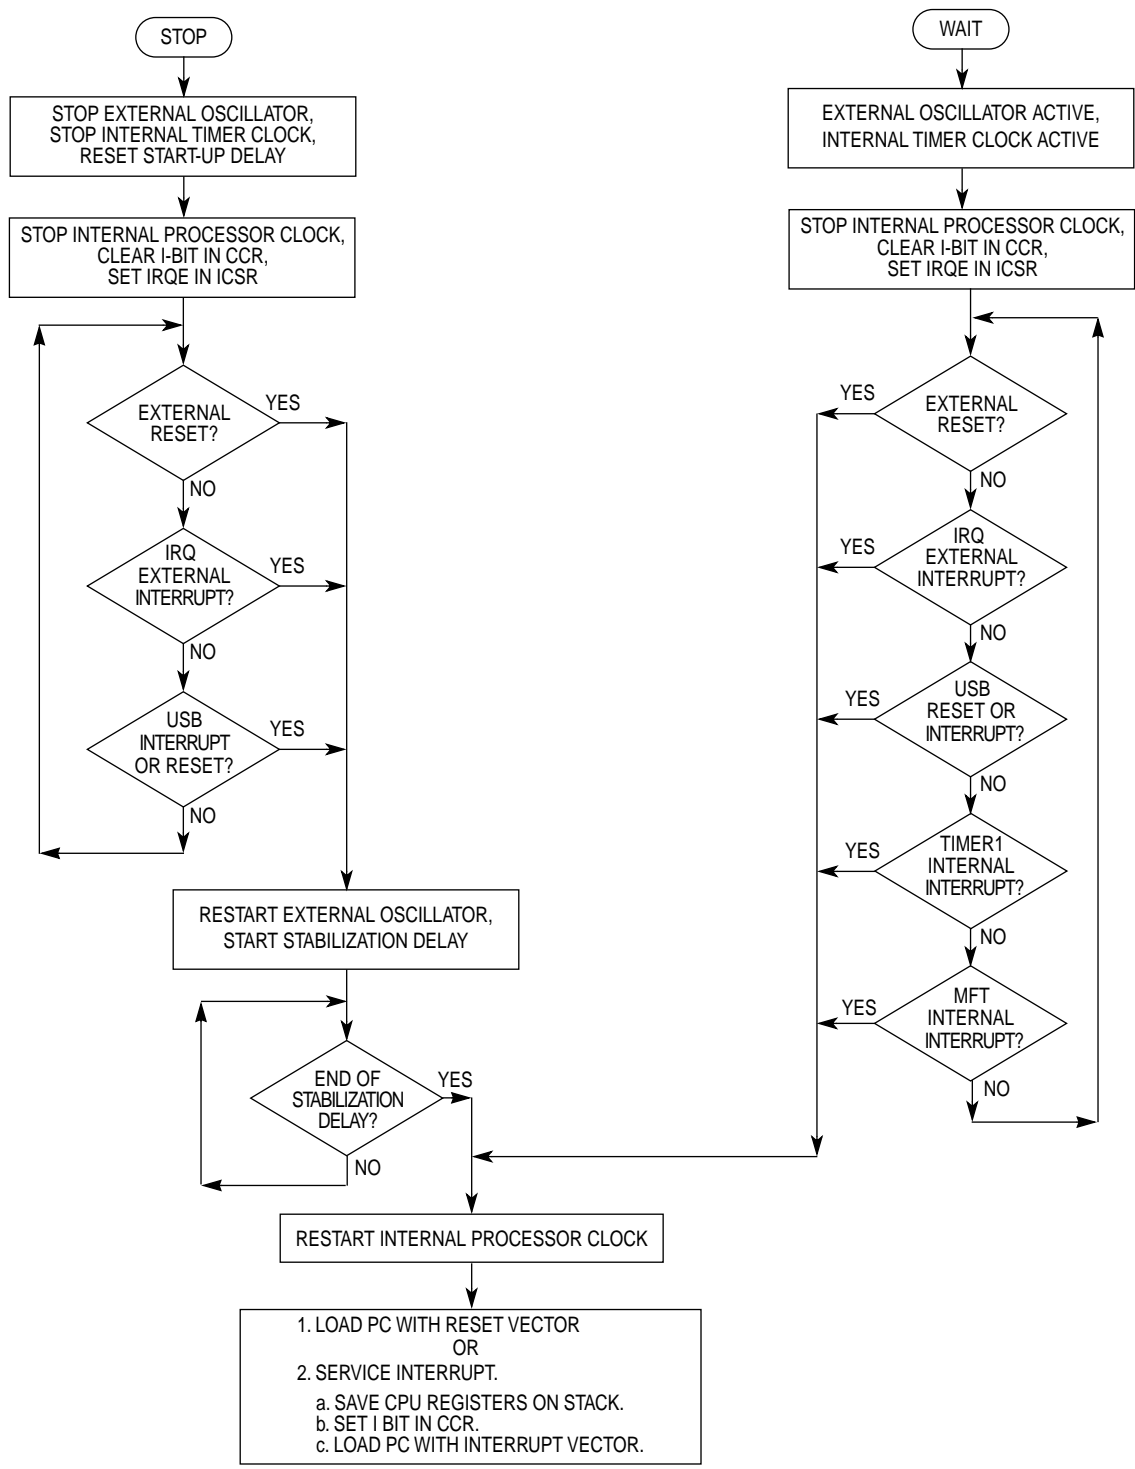 STOP
STOP EXTERNAL OSCILLATOR,
STOP INTERNAL TIMER CLOCK,
RESET START-UP DELAY
STOP INTERNAL PROCESSOR CLOCK,
CLEAR I-BIT IN CCR,
SET IRQE IN ICSR
EXTERNAL
RESET?
YES
NO
IRQ
EXTERNAL
INTERRUPT?
YES
NO
USB
INTERRUPT
OR RESET?
YES
NO
RESTART EXTERNAL OSCILLATOR,
START STABILIZATION DELAY
END OF
STABILIZATION
DELAY?
YES
NO
WAIT
EXTERNAL OSCILLATOR ACTIVE,
INTERNAL TIMER CLOCK ACTIVE
STOP INTERNAL PROCESSOR CLOCK,
CLEAR I-BIT IN CCR,
SET IRQE IN ICSR
YES
EXTERNAL
RESET?
NO
YES
IRQ
EXTERNAL
INTERRUPT?
NO
YES
USB
RESET OR
INTERRUPT?
NO
YES
TIMER1
INTERNAL
INTERRUPT?
NO
YES
MFT
INTERNAL
INTERRUPT?
NO
RESTART INTERNAL PROCESSOR CLOCK
1. LOAD PC WITH RESET VECTOR
OR
2. SERVICE INTERRUPT.
a. SAVE CPU REGISTERS ON STACK.
b. SET I BIT IN CCR.
c. LOAD PC WITH INTERRUPT VECTOR.